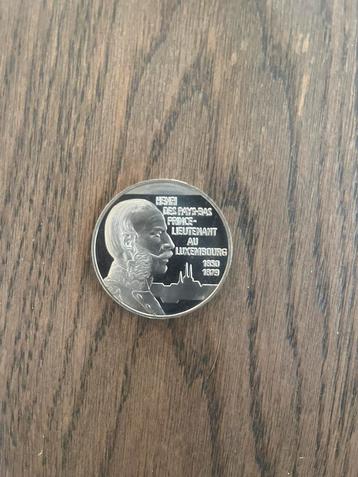 HENRI
DES PAYS-BAS
PRINCE-
LIEUTENANT
AU
LUXEMBOURG
1850
1879